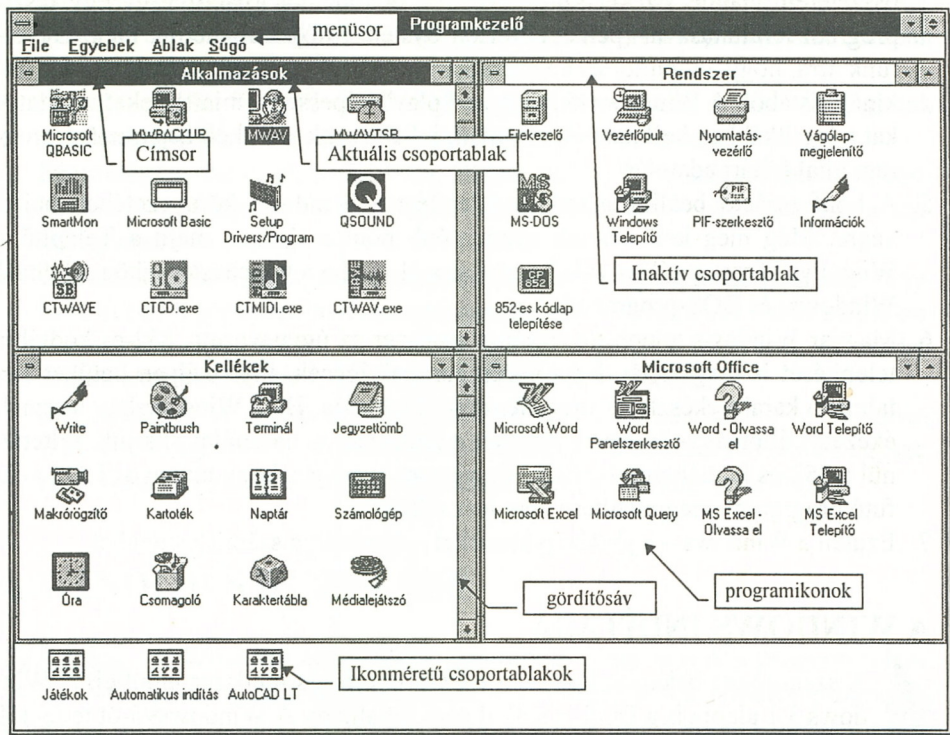 Programkezelő
menüsor
File Egyebek Ablak Súgó
Alkalmazások
Microsoft
QBASIC
MWBACKUP
MWAV
MWAVTSR
Címsor
Aktuális csoportablak
SmartMon
Microsoft Basic
Setup
Drivers/Program
QSOUND
CTWAVE
CTCD.exe
CTMIDI.exe
CTWAV.exe
Rendszer
Filekezelő
Vezérlőpult
Nyomtatás-
vezérlő
Vágólap-
megjelenítő
MS-DOS
Windows
Telepítő
PIF-szerkesztő
Információk
Inaktív csoportablak
CP
852
852-es kódlap
telepítése
Kellékek
Write
Paintbrush
Terminál
Jegyzettömb
Makrórögzítő
Kartoték
Naptár
Számológép
Óra
Csomagoló
Karaktertábla
Médialejátszó
gördítősáv
Microsoft Office
Microsoft Word
Word
Panelszerkesztő
Word - Olvassa
el
Word Telepítő
Microsoft Excel
Microsoft Query
MS Excel -
Olvassa el
MS Excel
Telepítő
programikonok
Ikonméretű csoportablakok
Játékok
Automatikus indítás
AutoCAD LT